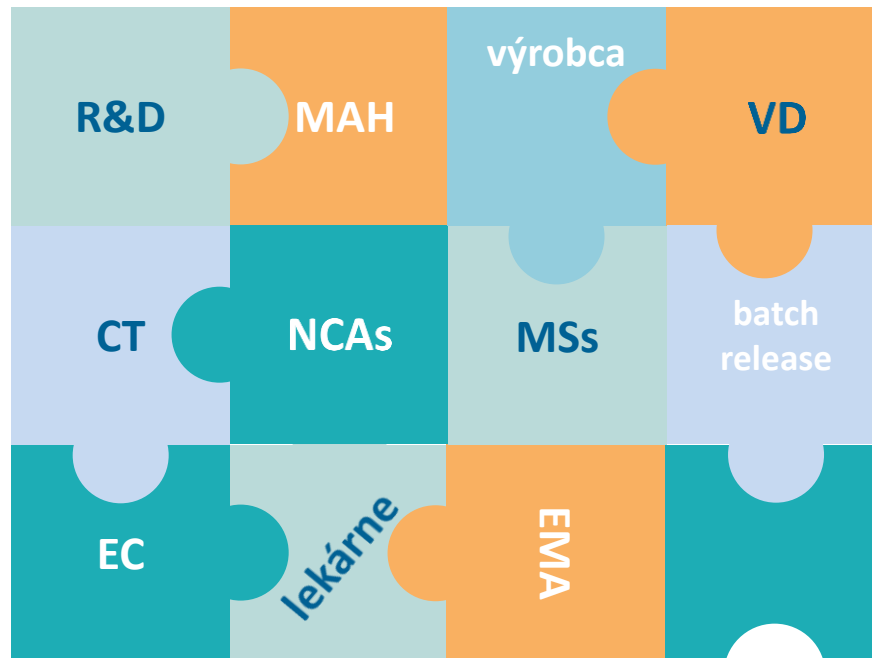 R&D
MAH
výrobca
VD
CT
NCAs
MSs
batch
release
EC
lekárne
EMA